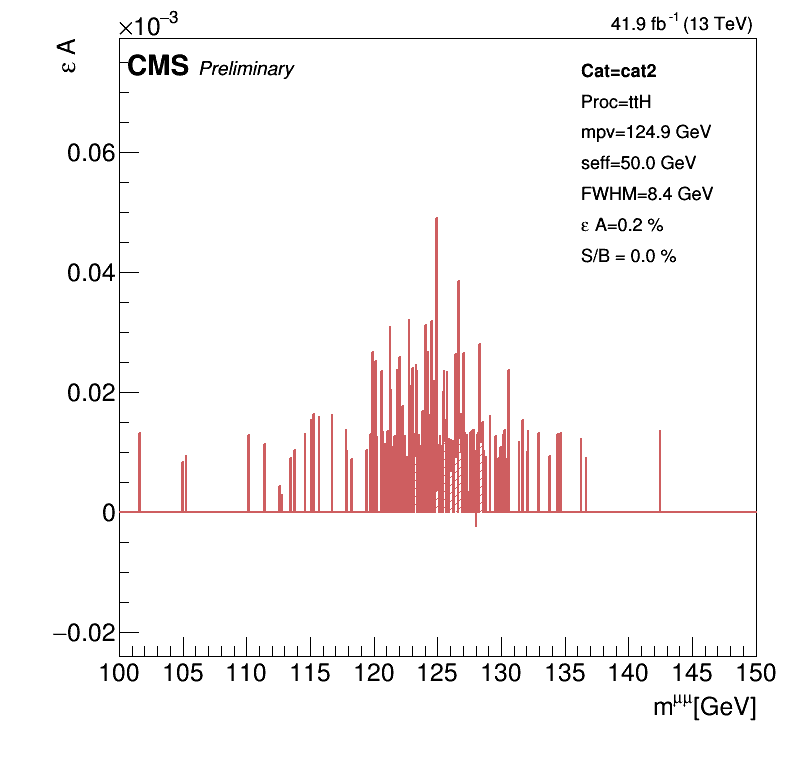 ×10⁻³
41.9 fb⁻¹ (13 TeV)
ε A
CMS Preliminary
Cat=cat2
Proc=ttH
mpv=124.9 GeV
seff=50.0 GeV
FWHM=8.4 GeV
ε A=0.2 %
S/B = 0.0 %
0.06
0.04
0.02
0
−0.02
100 105 110 115 120 125 130 135 140 145 150
m^μμ[GeV]